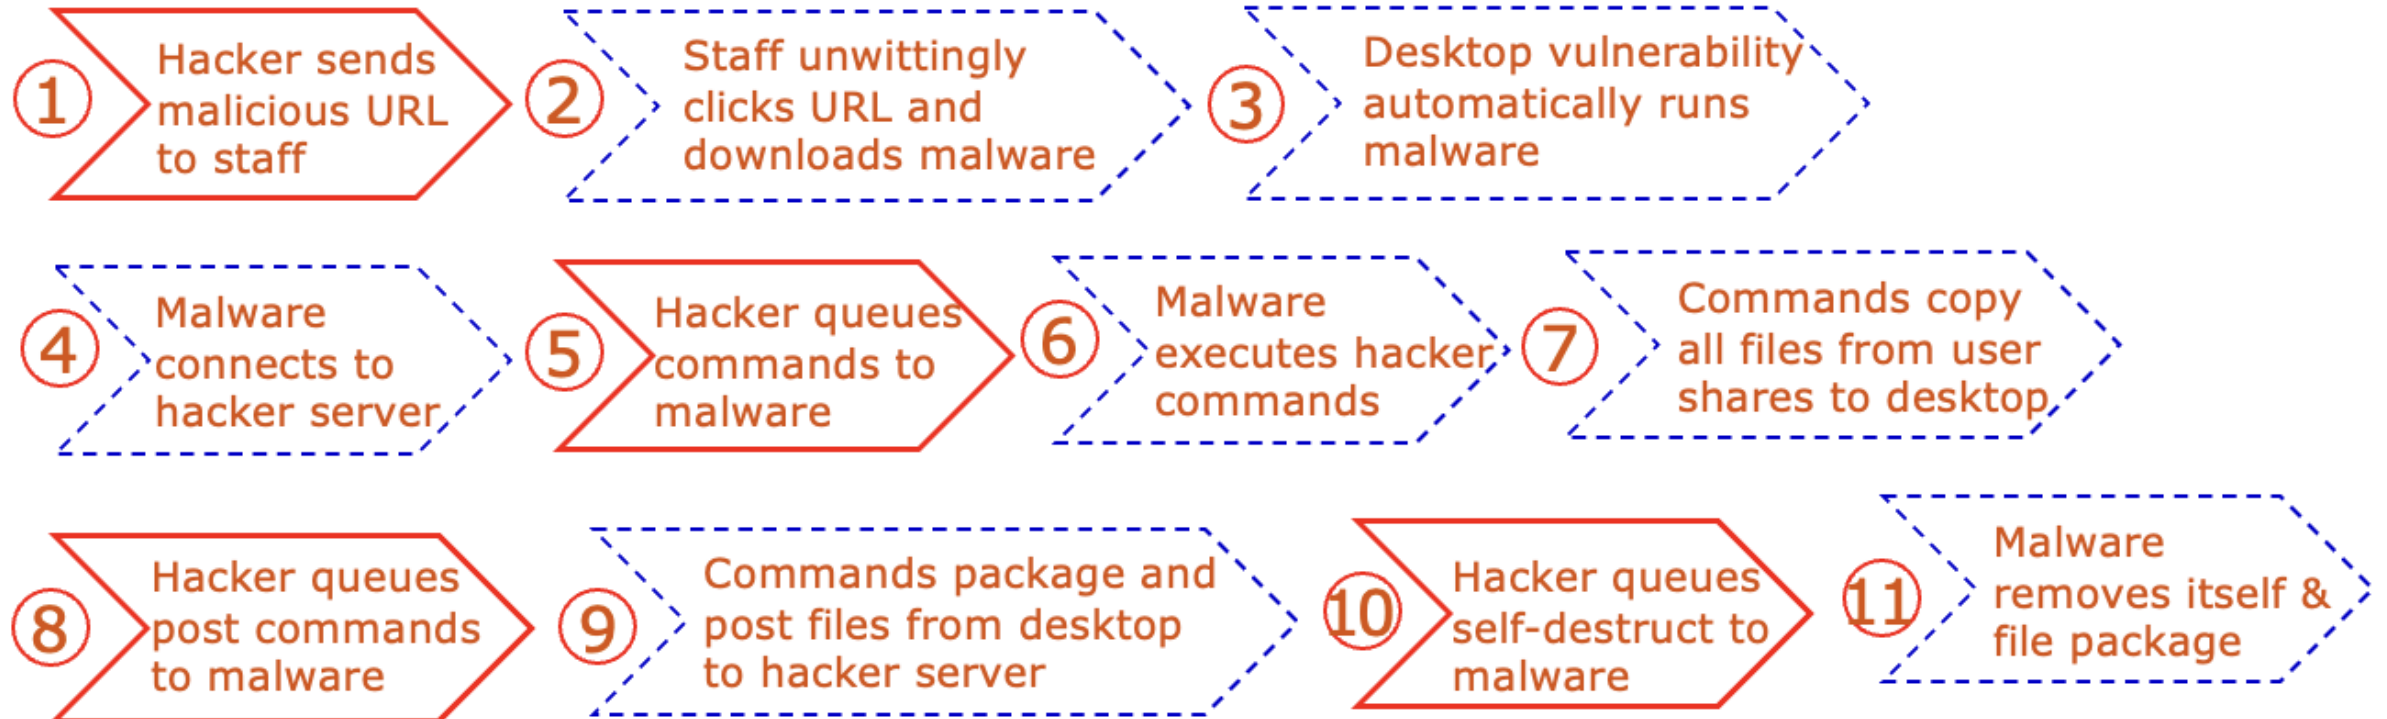 1
Hacker sends
malicious URL
to staff
2
Staff unwittingly
clicks URL and
downloads malware
3
Desktop vulnerability
automatically runs
malware
4
Malware
connects to
hacker server
5
Hacker queues
commands to
malware
6
Malware
executes hacker
commands
7
Commands copy
all files from user
shares to desktop
8
Hacker queues
post commands
to malware
9
Commands package and
post files from desktop
to hacker server
10
Hacker queues
self-destruct to
malware
11
Malware
removes itself &
file package